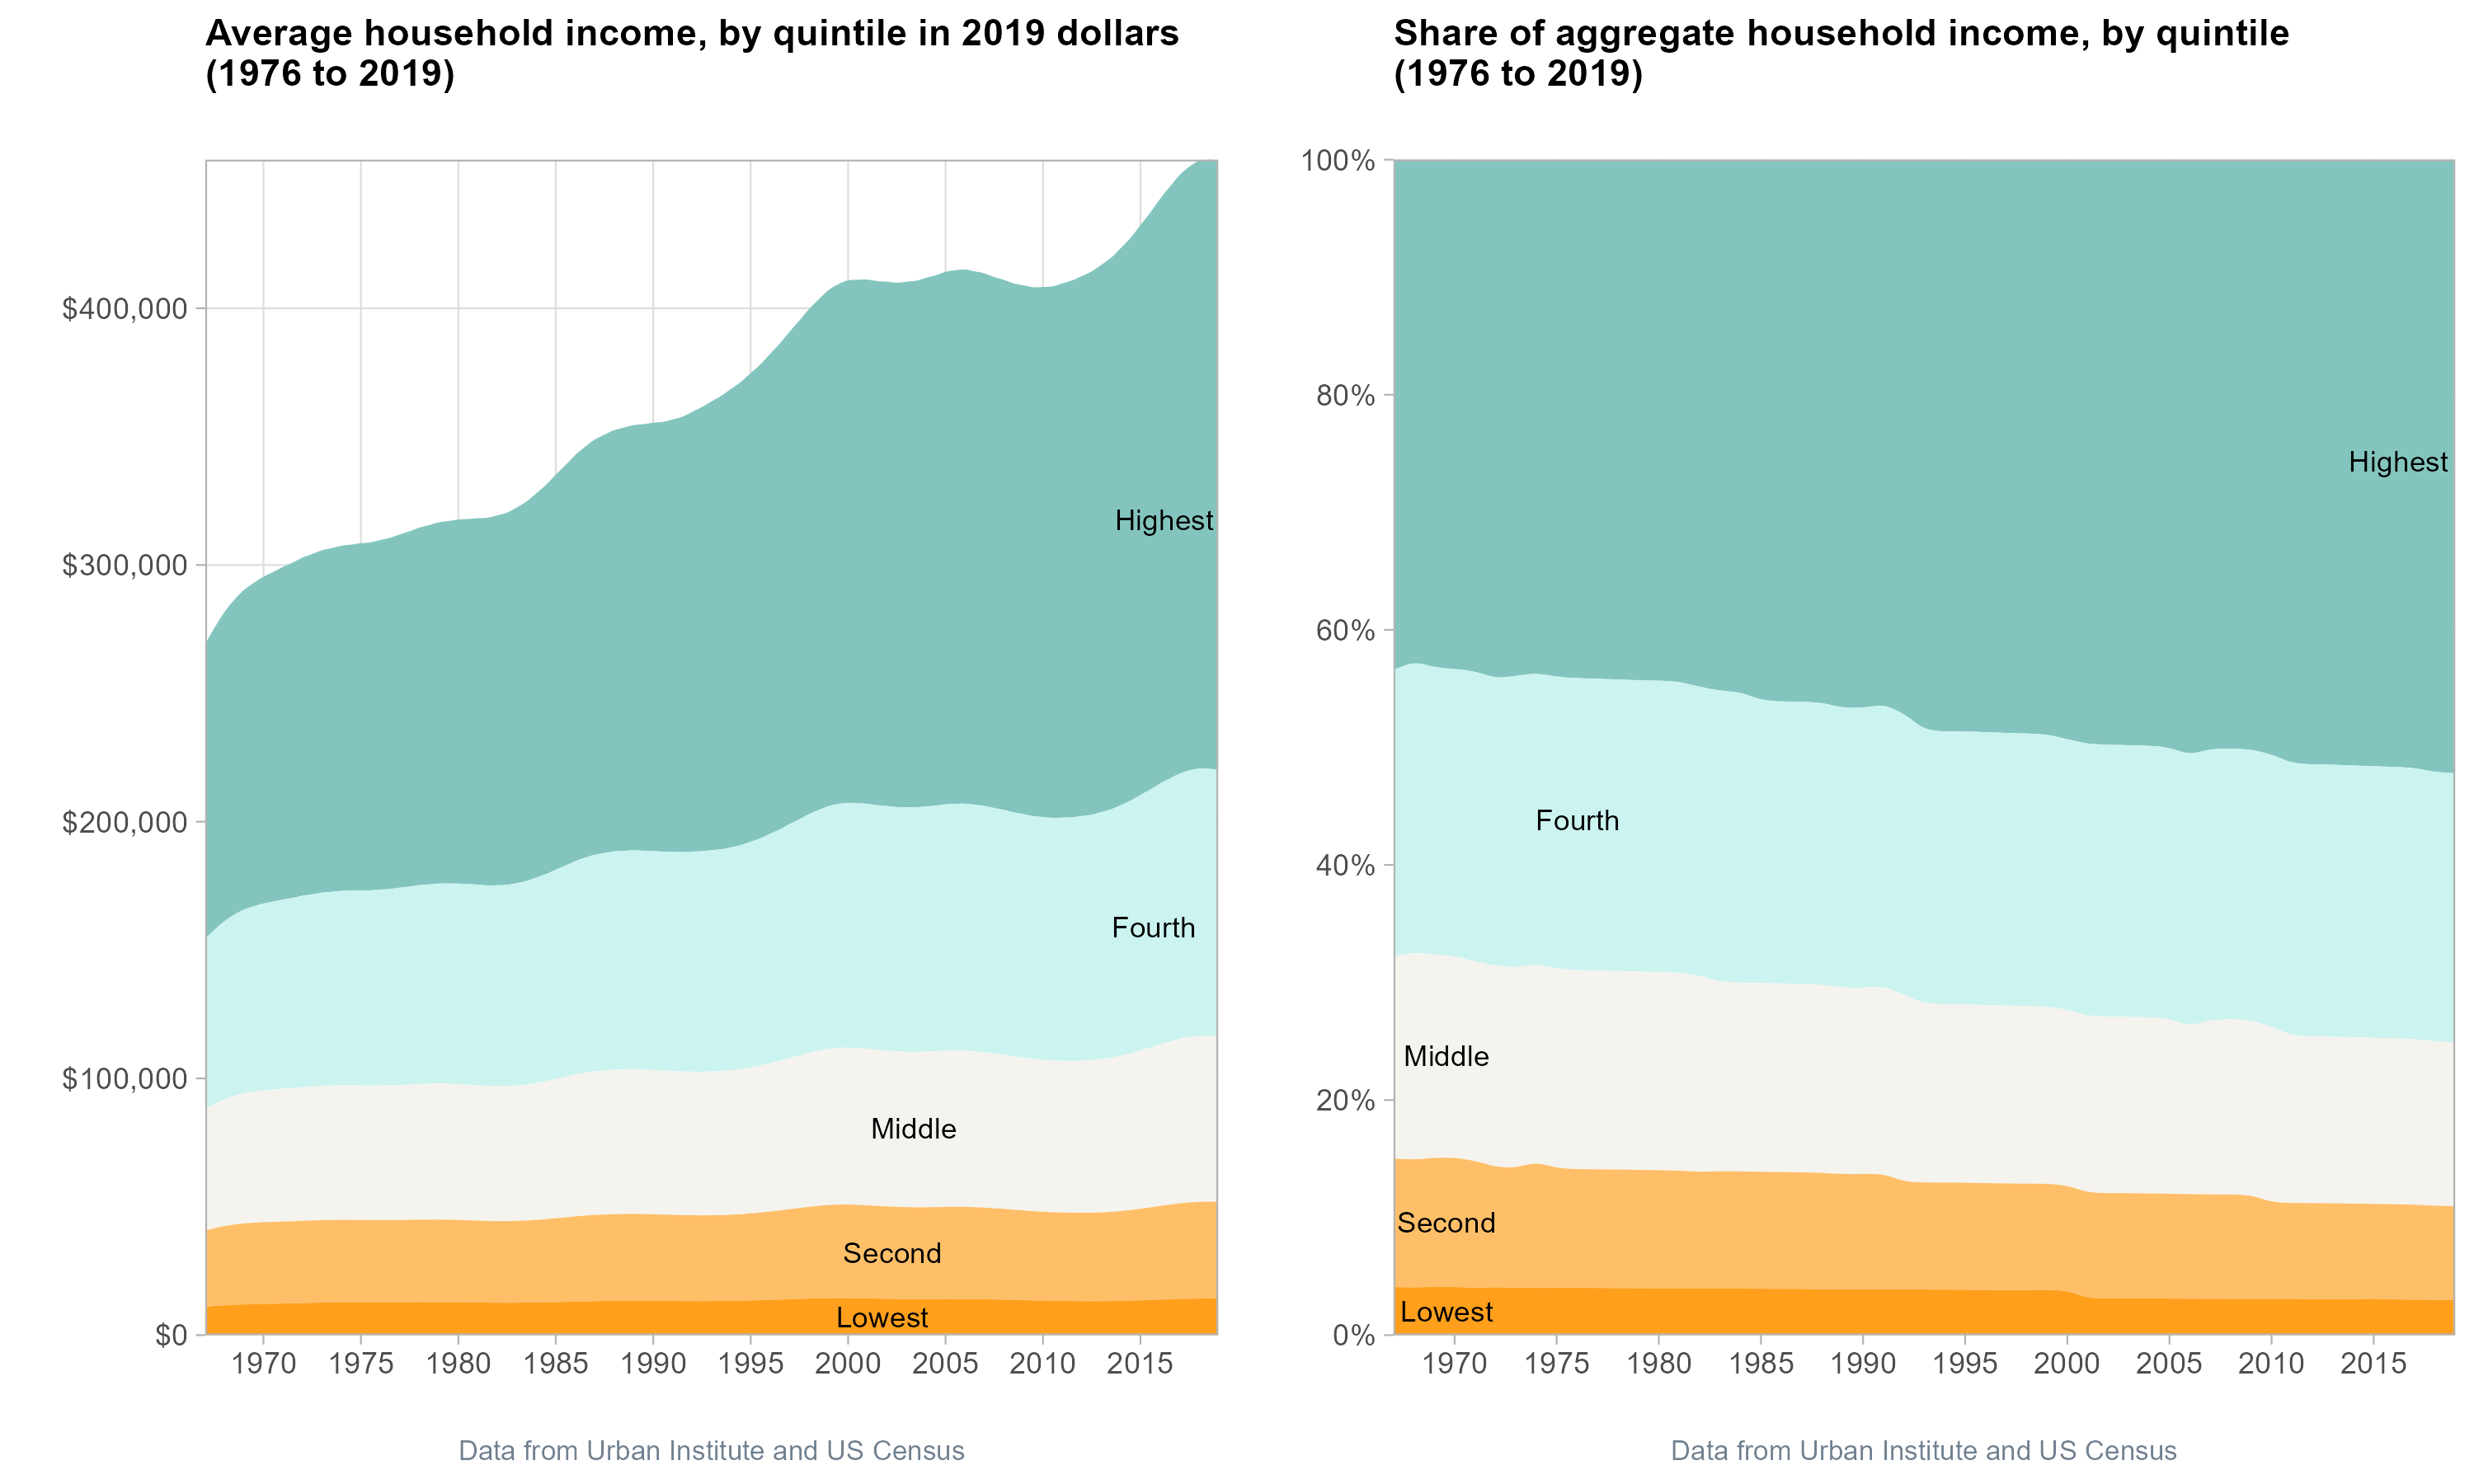 Average household income, by quintile in 2019 dollars
(1976 to 2019)
$400,000
$300,000
$200,000
$100,000
$0
Highest
Fourth
Middle
Second
Lowest
1970 1975 1980 1985 1990 1995 2000 2005 2010 2015
Data from Urban Institute and US Census
Share of aggregate household income, by quintile
(1976 to 2019)
100%
80%
60%
40%
20%
0%
Highest
Fourth
Middle
Second
Lowest
1970 1975 1980 1985 1990 1995 2000 2005 2010 2015
Data from Urban Institute and US Census